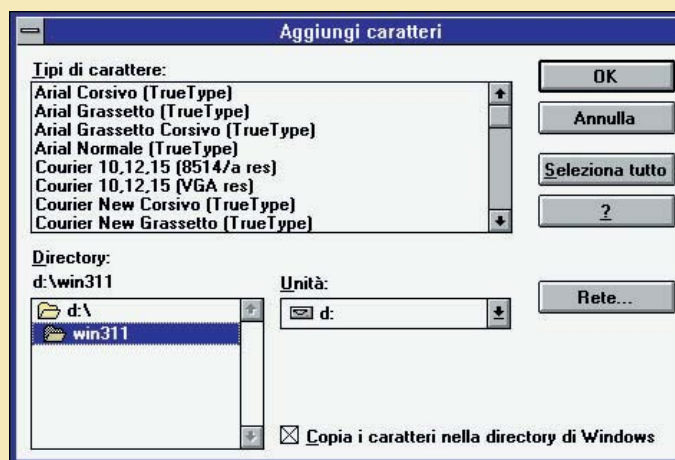 Aggiungi caratteri
Tipi di carattere:
Arial Corsivo (TrueType)
Arial Grassetto (TrueType)
Arial Grassetto Corsivo (TrueType)
Arial Normale (TrueType)
Courier 10,12,15 (8514/a res)
Courier 10,12,15 (VGA res)
Courier New Corsivo (TrueType)
Courier New Grassetto (TrueType)
OK
Annulla
Seleziona tutto
?
Directory:
d:\win311
d:\
win311
Unità:
d:
Rete...
Copia i caratteri nella directory di Windows